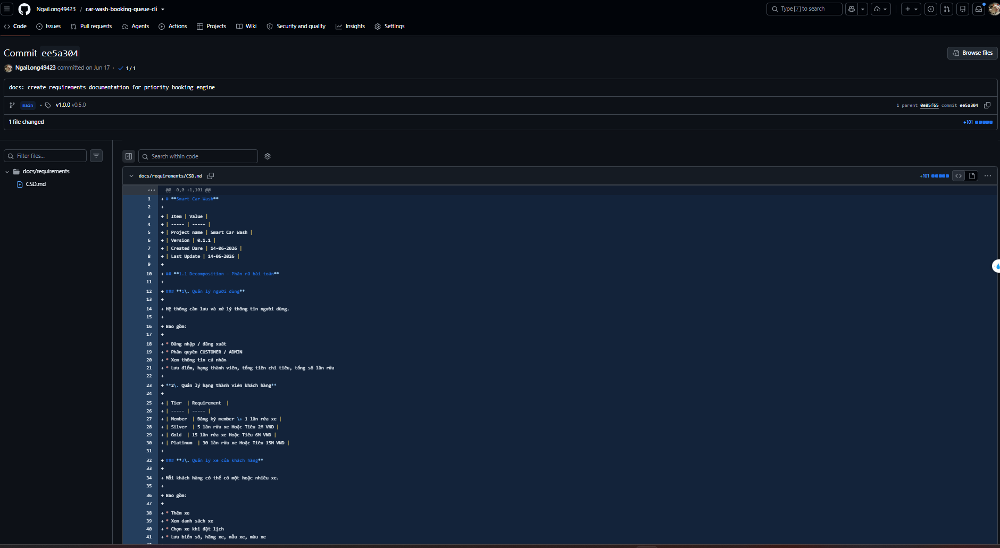 NgaiLong49423 / car-wash-booking-queue-cli
Type / to search
Code Issues Pull requests Agents Actions Projects Wiki Security and quality Insights Settings
Commit ee5a304
Browse files
NgaiLong49423 committed on Jun 17 · 1 / 1
docs: create requirements documentation for priority booking engine
main · v1.0.0 v0.5.0
1 parent 0e85f65 commit ee5a304
1 file changed
+101
Filter files...
Search within code
docs/requirements
CSD.md
docs/requirements/CSD.md
+101
@@ -0,0 +1,101 @@
1 + # **Smart Car Wash**
2 +
3 + | Item | Value |
4 + | ----- | ----- |
5 + | Project name | Smart Car Wash |
6 + | Version | 0.1.1 |
7 + | Created Dare | 14-06-2026 |
8 + | Last Update | 14-06-2026 |
9 +
10 + ## **1.1 Decomposition – Phân rã bài toán**
11 +
12 + ### **1\. Quản lý người dùng**
13 +
14 + Hệ thống cần lưu và xử lý thông tin người dùng.
15 +
16 + Bao gồm:
17 +
18 + * Đăng nhập / đăng xuất
19 + * Phân quyền CUSTOMER / ADMIN
20 + * Xem thông tin cá nhân
21 + * Lưu điểm, hạng thành viên, tổng tiền chi tiêu, tổng số lần rửa
22 +
23 + **2\. Quản lý hạng thành viên khách hàng**
24 +
25 + | Tier | Requirement |
26 + | ----- | ----- |
27 + | Member | Đăng ký member \+ 1 lần rửa xe |
28 + | Silver | 5 lần rửa xe Hoặc Tiêu 2M VND |
29 + | Gold | 15 lần rửa xe Hoặc Tiêu 6M VND |
30 + | Platinum | 30 lần rửa xe Hoặc Tiêu 15M VND |
31 +
32 + ### **3\. Quản lý xe của khách hàng**
33 +
34 + Mỗi khách hàng có thể có một hoặc nhiều xe.
35 +
36 + Bao gồm:
37 +
38 + * Thêm xe
39 + * Xem danh sách xe
40 + * Chọn xe khi đặt lịch
41 + * Lưu biển số, hãng xe, mẫu xe, màu xe